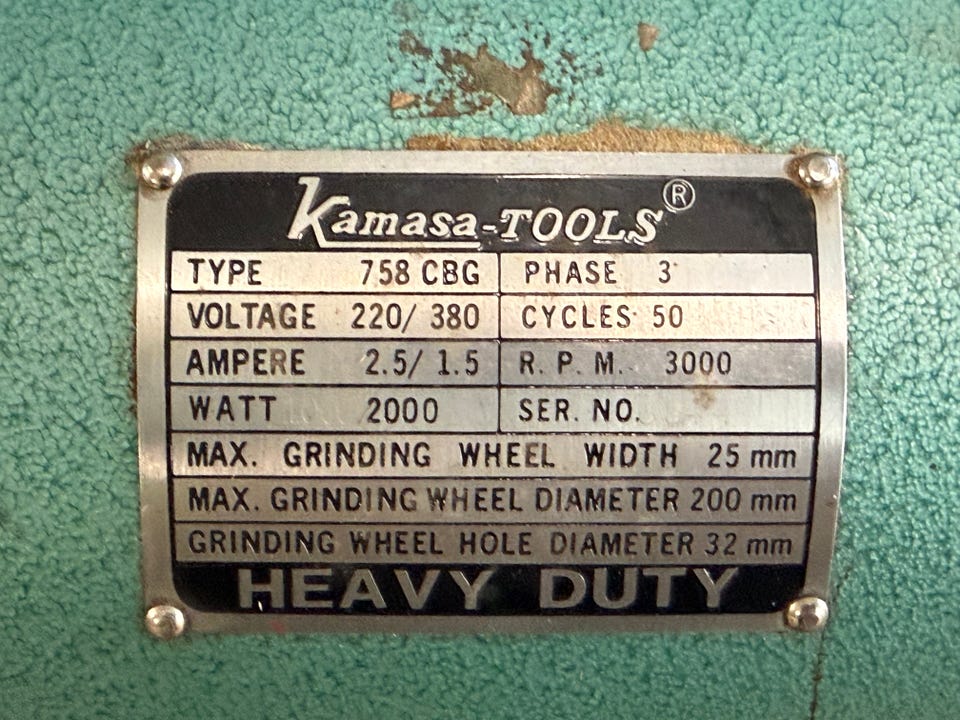 Kamasa-TOOLS®
TYPE 758 CBG PHASE 3
VOLTAGE 220/ 380 CYCLES 50
AMPERE 2.5/ 1.5 R. P. M. 3000
WATT 2000 SER. NO.
MAX. GRINDING WHEEL WIDTH 25 mm
MAX. GRINDING WHEEL DIAMETER 200 mm
GRINDING WHEEL HOLE DIAMETER 32 mm
HEAVY DUTY